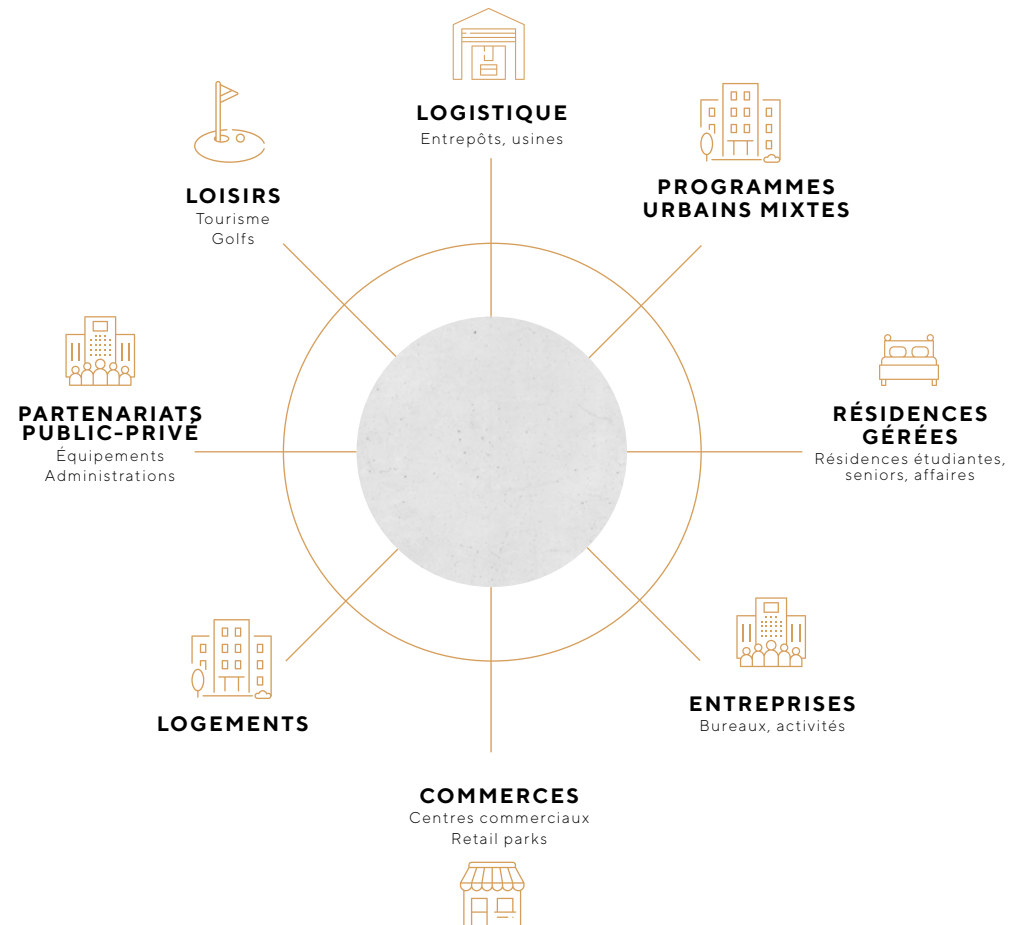 LOGISTIQUE
Entrepôts, usines
PROGRAMMES
URBAINS MIXTES
RÉSIDENCES
GÉRÉES
Résidences étudiantes,
seniors, affaires
ENTREPRISES
Bureaux, activités
COMMERCES
Centres commerciaux
Retail parks
LOGEMENTS
PARTENARIATS
PUBLIC-PRIVÉ
Équipements
Administrations
LOISIRS
Tourisme
Golfs